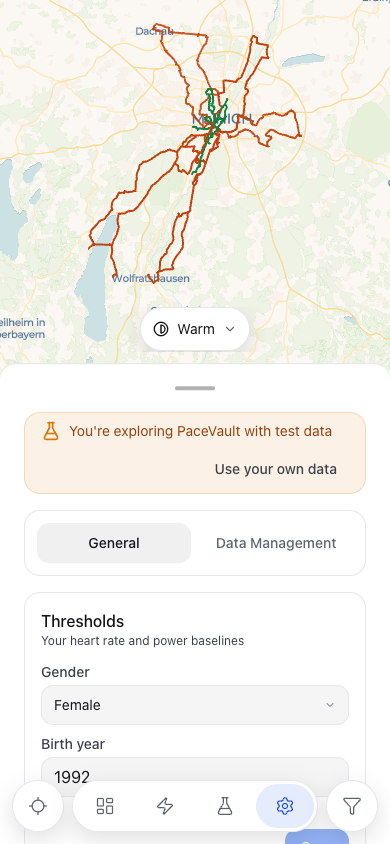 Dachau
MUNICH
Wolfratshausen
eilheim in
erbayern
Warm
You're exploring PaceVault with test data
Use your own data
General
Data Management
Thresholds
Your heart rate and power baselines
Gender
Female
Birth year
1992